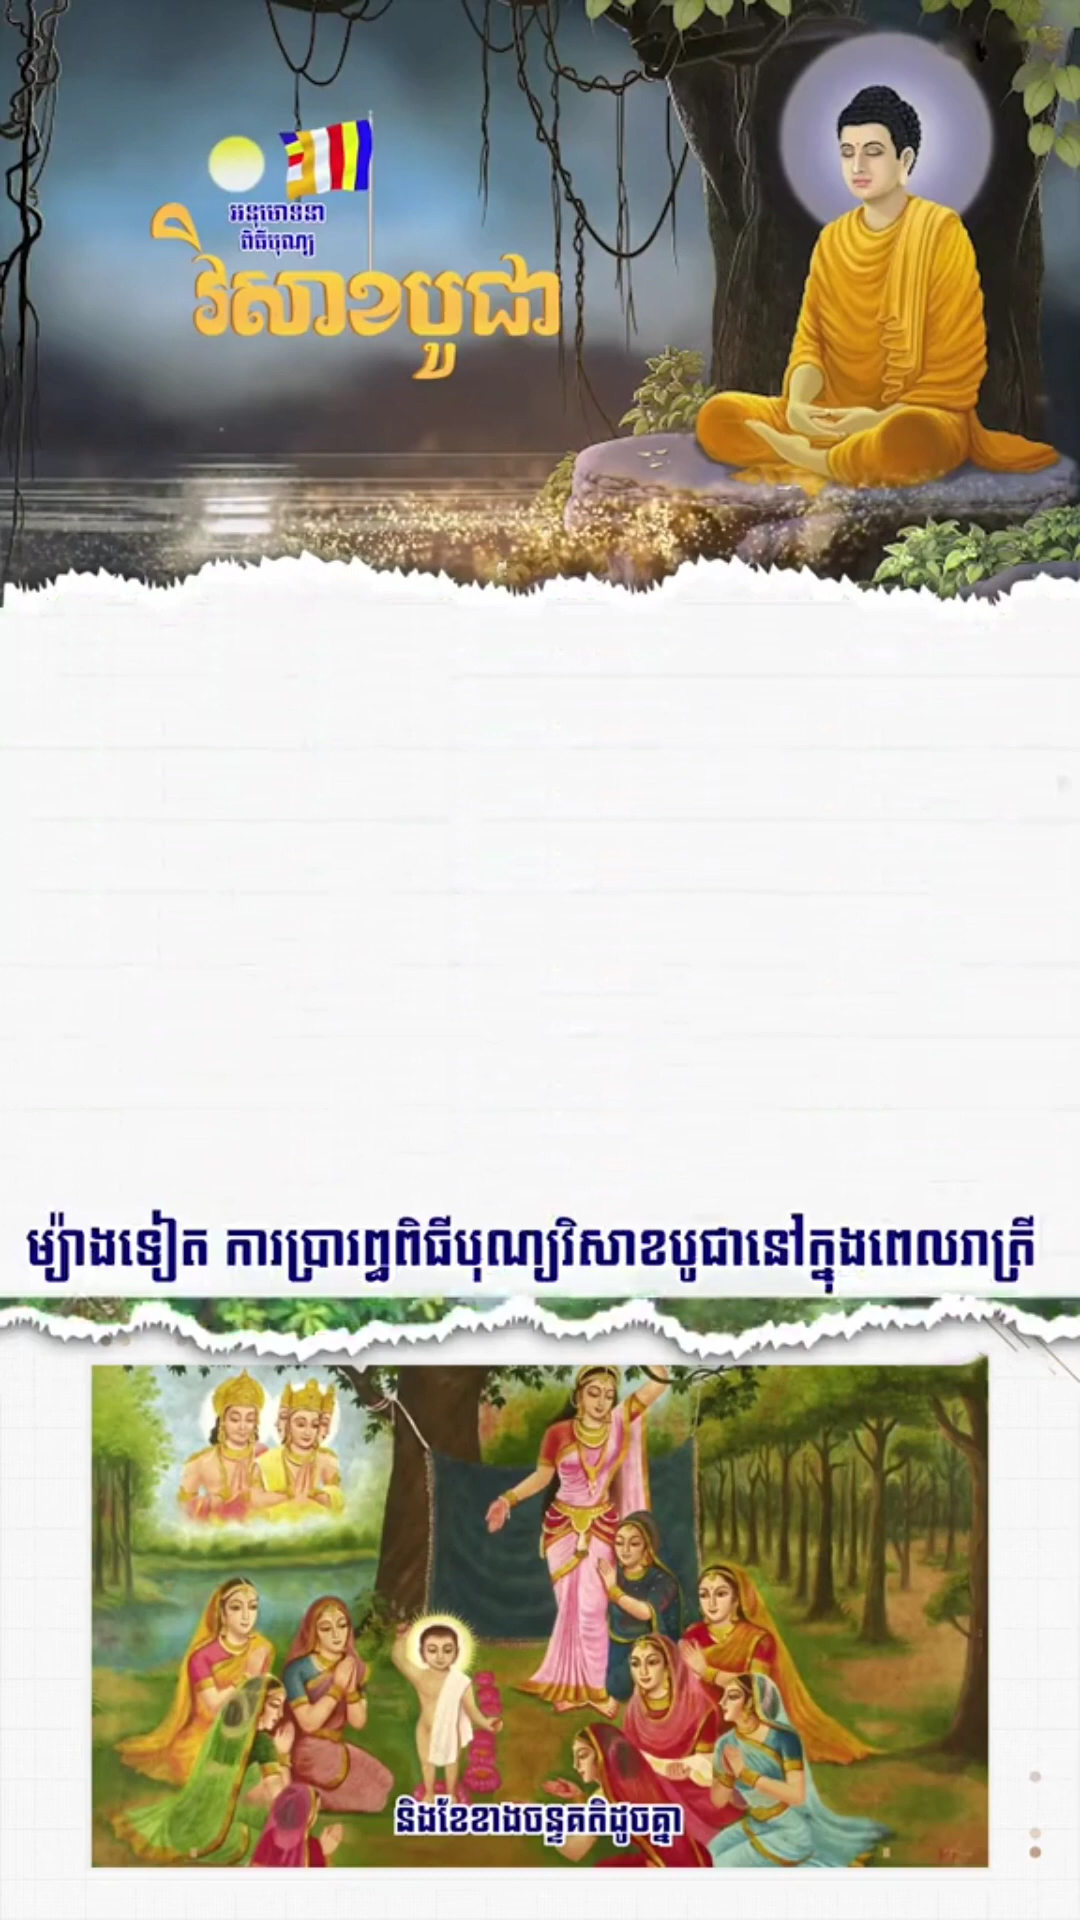 អនុមោទនា
ពិធីបុណ្យ
វិសាខបូជា
ម្យ៉ាងទៀត ការប្រារព្ធពិធីបុណ្យវិសាខបូជានៅក្នុងពេលរាត្រី
និងខែខាងចន្ទគតិដូចគ្នា